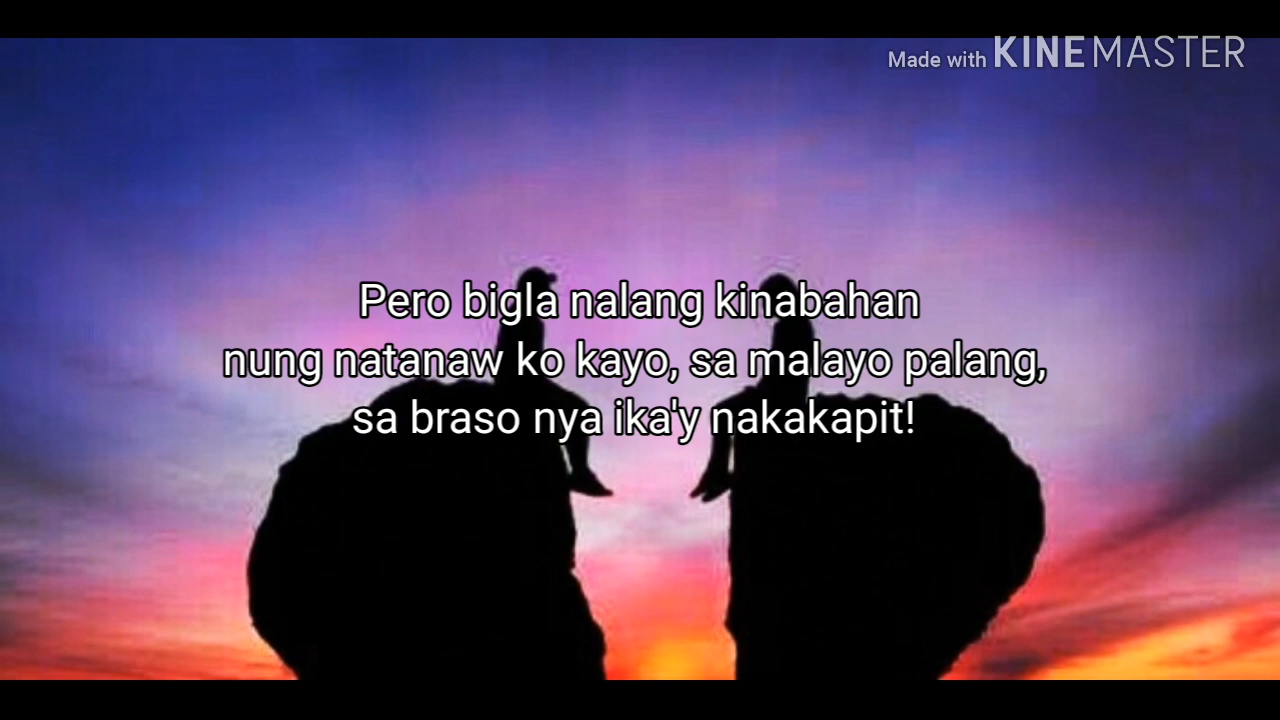 Made with KINEMASTER
Pero bigla nalang kinabahan
nung natanaw ko kayo, sa malayo palang,
sa braso nya ika'y nakakapit!